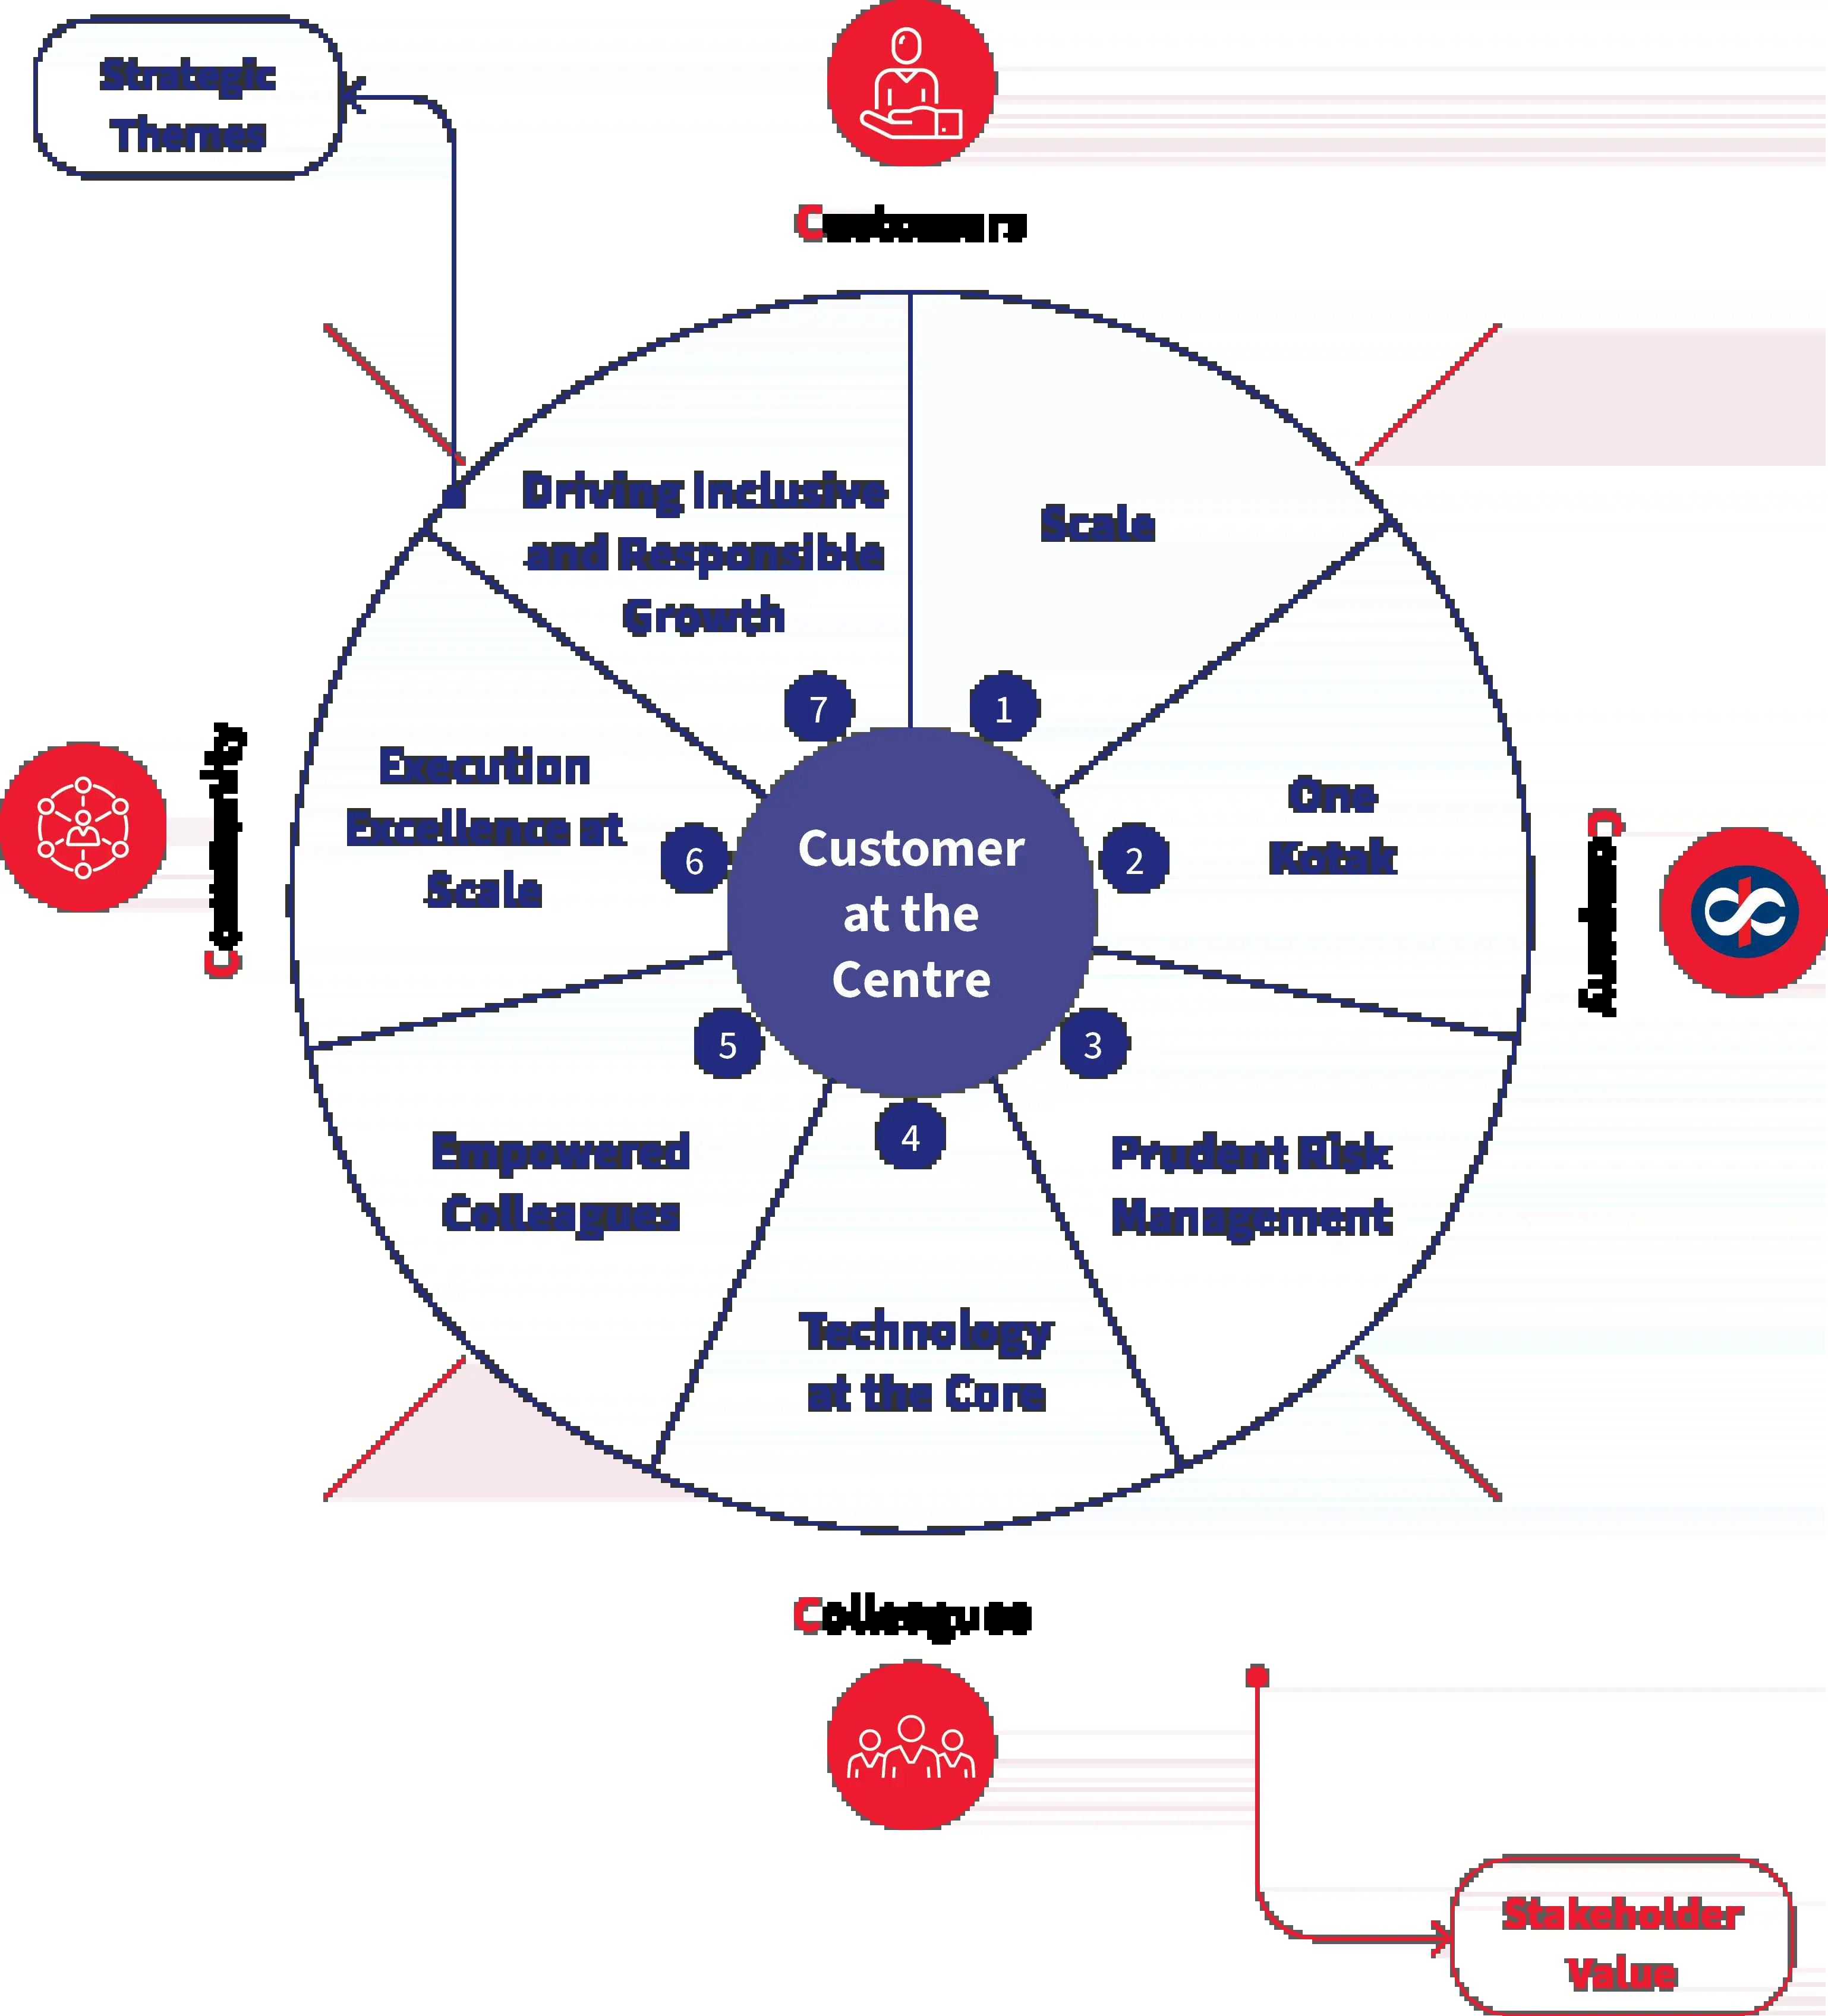 Strategic
Themes
Customers
Driving Inclusive
and Responsible
Growth
7
Scale
1
Execution
Excellence at
Scale
6
Customer
at the
Centre
2
One
Kotak
Community
5
Empowered
Colleagues
4
Technology
at the Core
3
Prudent Risk
Management
Colleagues
Stakeholder
Value